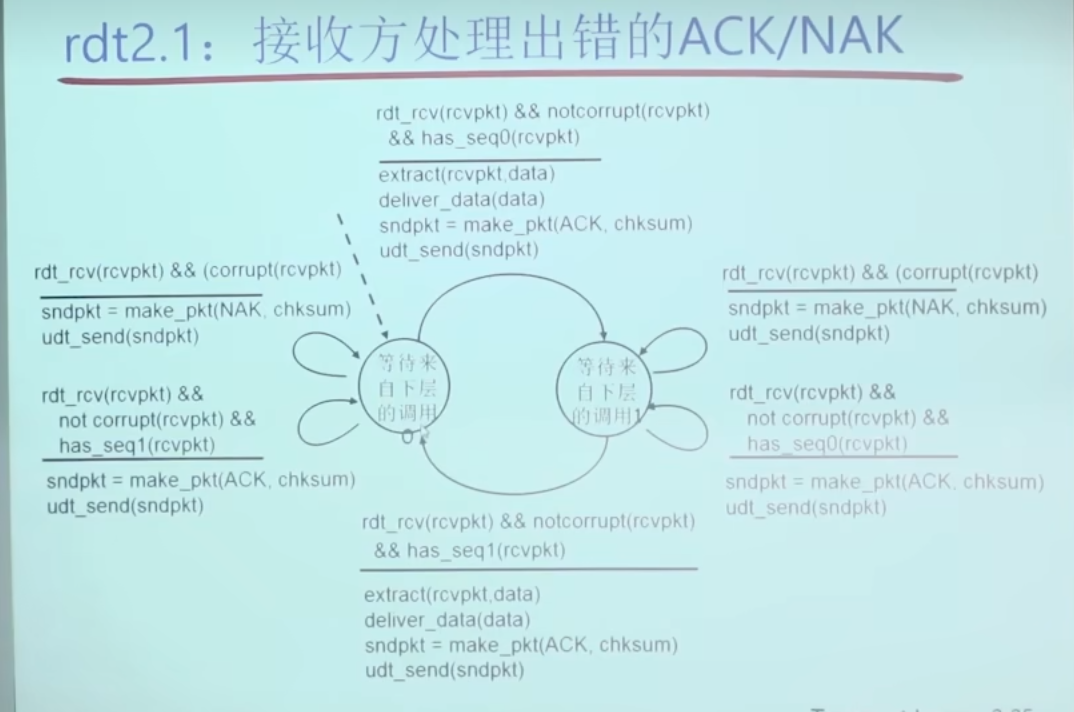 rdt2.1：接收方处理出错的ACK/NAK
rdt_rcv(rcvpkt) && notcorrupt(rcvpkt)
&& has_seq0(rcvpkt)
extract(rcvpkt,data)
deliver_data(data)
sndpkt = make_pkt(ACK, chksum)
udt_send(sndpkt)
rdt_rcv(rcvpkt) && (corrupt(rcvpkt)
sndpkt = make_pkt(NAK, chksum)
udt_send(sndpkt)
rdt_rcv(rcvpkt) &&
not corrupt(rcvpkt) &&
has_seq1(rcvpkt)
sndpkt = make_pkt(ACK, chksum)
udt_send(sndpkt)
等待来
自下层
的调用
0
等待来
自下层
的调用1
rdt_rcv(rcvpkt) && (corrupt(rcvpkt)
sndpkt = make_pkt(NAK, chksum)
udt_send(sndpkt)
rdt_rcv(rcvpkt) &&
not corrupt(rcvpkt) &&
has_seq0(rcvpkt)
sndpkt = make_pkt(ACK, chksum)
udt_send(sndpkt)
rdt_rcv(rcvpkt) && notcorrupt(rcvpkt)
&& has_seq1(rcvpkt)
extract(rcvpkt,data)
deliver_data(data)
sndpkt = make_pkt(ACK, chksum)
udt_send(sndpkt)